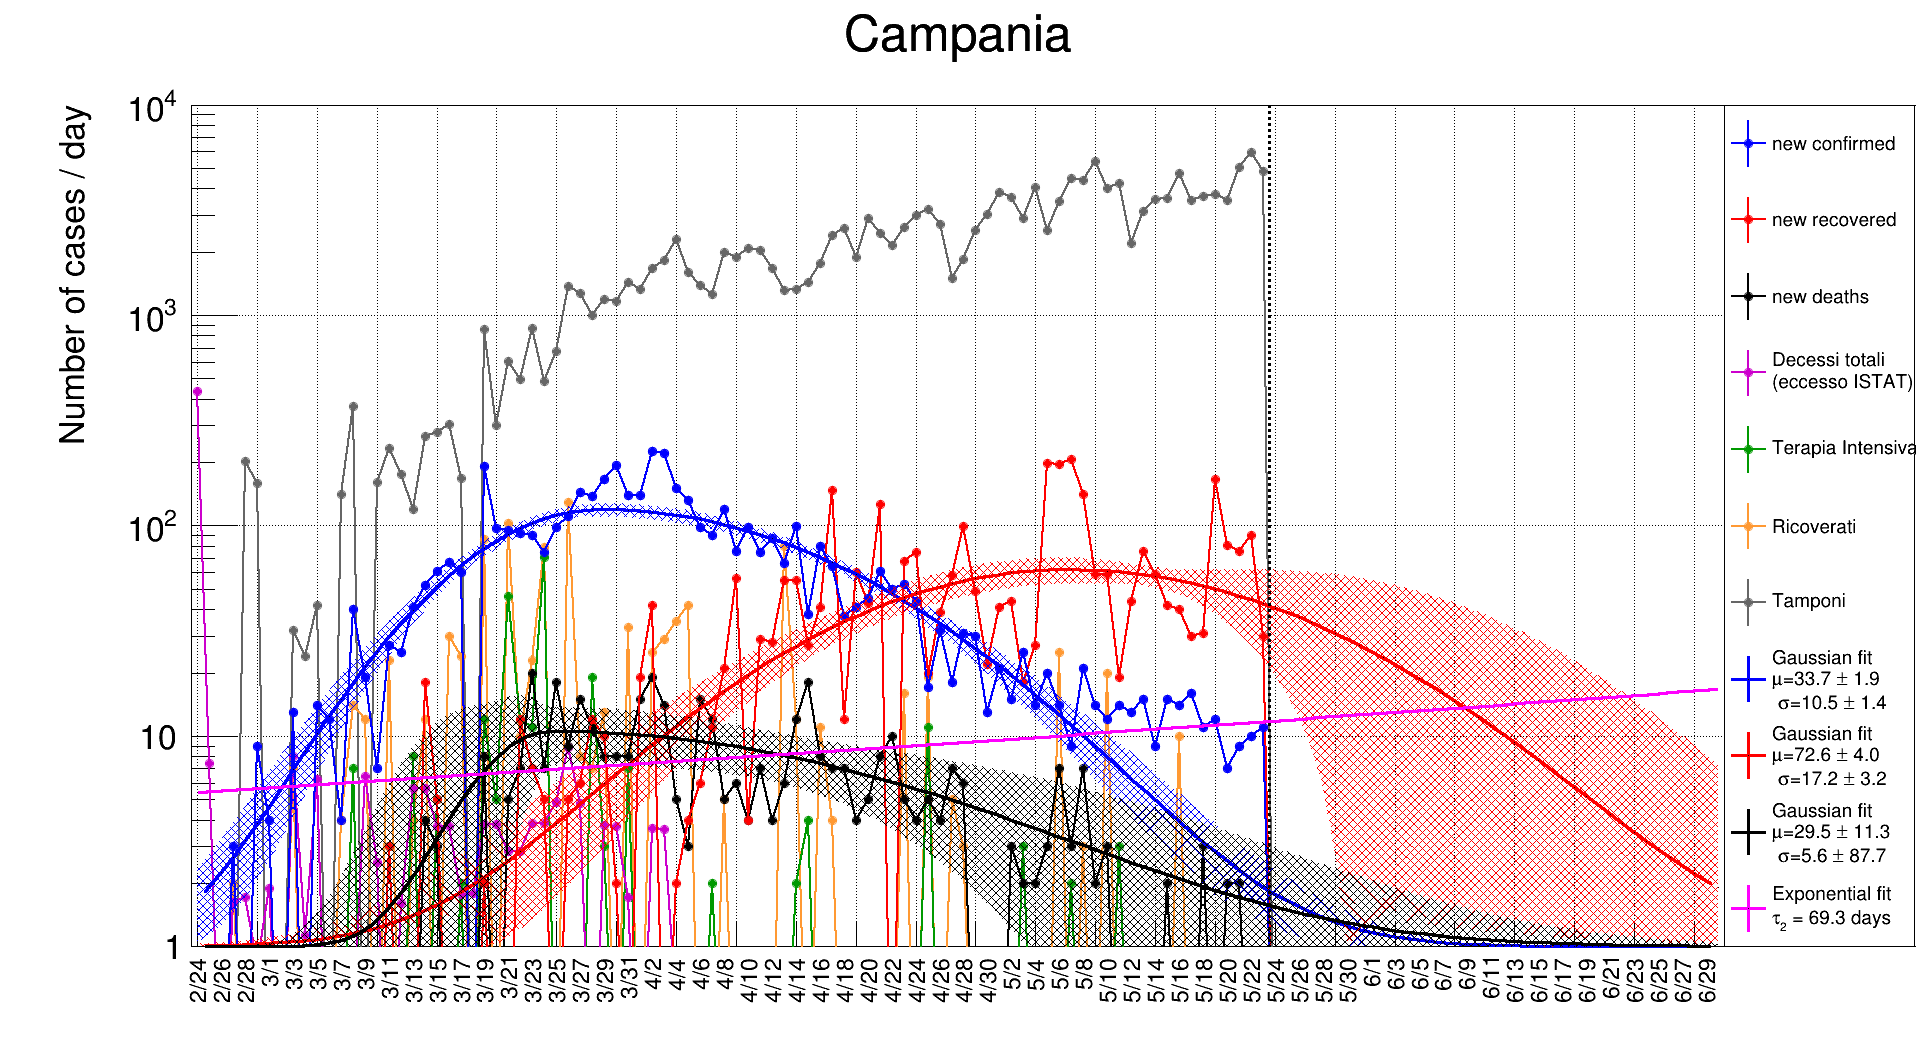 Campania
Number of cases / day
10^4
10^3
10^2
10
1
2/24 2/26 2/28 3/1 3/3 3/5 3/7 3/9 3/11 3/13 3/15 3/17 3/19 3/21 3/23 3/25 3/27 3/29 3/31 4/2 4/4 4/6 4/8 4/10 4/12 4/14 4/16 4/18 4/20 4/22 4/24 4/26 4/28 4/30 5/2 5/4 5/6 5/8 5/10 5/12 5/14 5/16 5/18 5/20 5/22 5/24 5/26 5/28 5/30 6/1 6/3 6/5 6/7 6/9 6/11 6/13 6/15 6/17 6/19 6/21 6/23 6/25 6/27 6/29
new confirmed
new recovered
new deaths
Decessi totali
(eccesso ISTAT)
Terapia Intensiva
Ricoverati
Tamponi
Gaussian fit
μ=33.7 ± 1.9
σ=10.5 ± 1.4
Gaussian fit
μ=72.6 ± 4.0
σ=17.2 ± 3.2
Gaussian fit
μ=29.5 ± 11.3
σ=5.6 ± 87.7
Exponential fit
τ₂ = 69.3 days